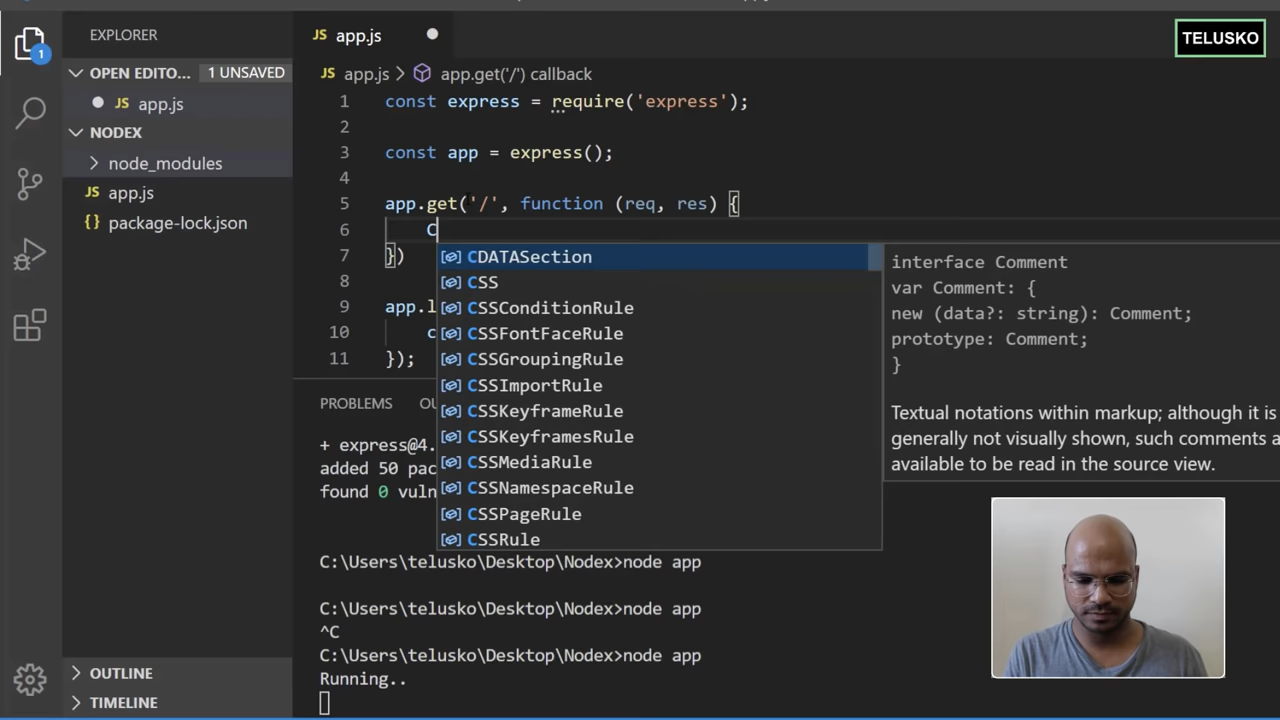 EXPLORER
OPEN EDITO... 1 UNSAVED
JS app.js
NODEX
node_modules
JS app.js
{} package-lock.json
OUTLINE
TIMELINE
1
JS app.js
TELUSKO
JS app.js > app.get('/') callback
1 const express = require('express');
2
3 const app = express();
4
5 app.get('/', function (req, res) {
6 C
7 })
8
9 app.l
10 c
11 });
CDATASection
CSS
CSSConditionRule
CSSFontFaceRule
CSSGroupingRule
CSSImportRule
CSSKeyframeRule
CSSKeyframesRule
CSSMediaRule
CSSNamespaceRule
CSSPageRule
CSSRule
interface Comment
var Comment: {
new (data?: string): Comment;
prototype: Comment;
}
Textual notations within markup; although it is
generally not visually shown, such comments a
available to be read in the source view.
PROBLEMS OU
+ express@4.
added 50 pac
found 0 vuln
C:\Users\telusko\Desktop\Nodex>node app
C:\Users\telusko\Desktop\Nodex>node app
^C
C:\Users\telusko\Desktop\Nodex>node app
Running..